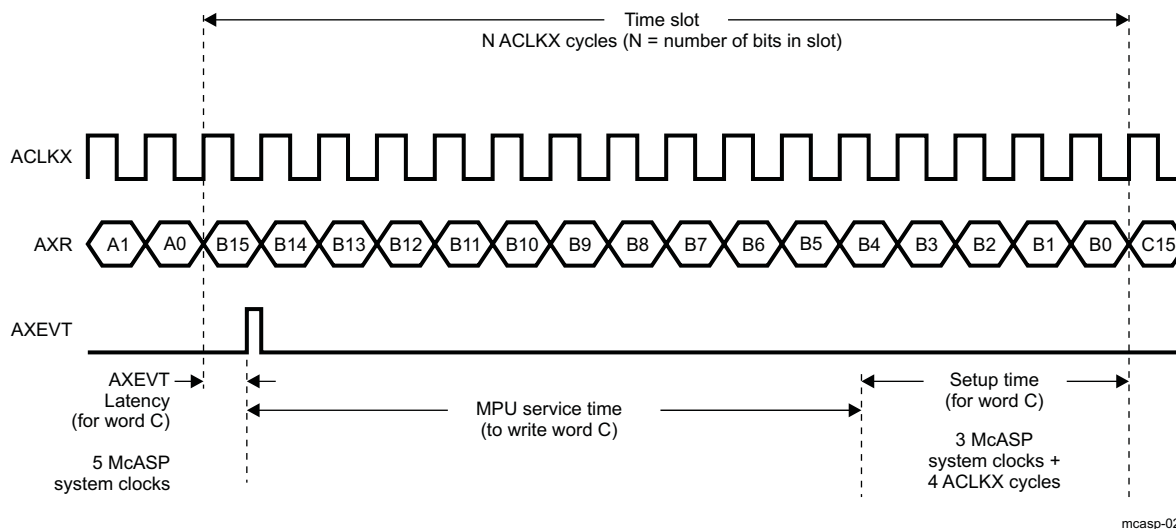 Time slot
N ACLKX cycles (N = number of bits in slot)
ACLKX
AXR
A1 A0 B15 B14 B13 B12 B11 B10 B9 B8 B7 B6 B5 B4 B3 B2 B1 B0 C15
AXEVT
AXEVT
Latency
(for word C)
5 McASP
system clocks
MPU service time
(to write word C)
Setup time
(for word C)
3 McASP
system clocks +
4 ACLKX cycles